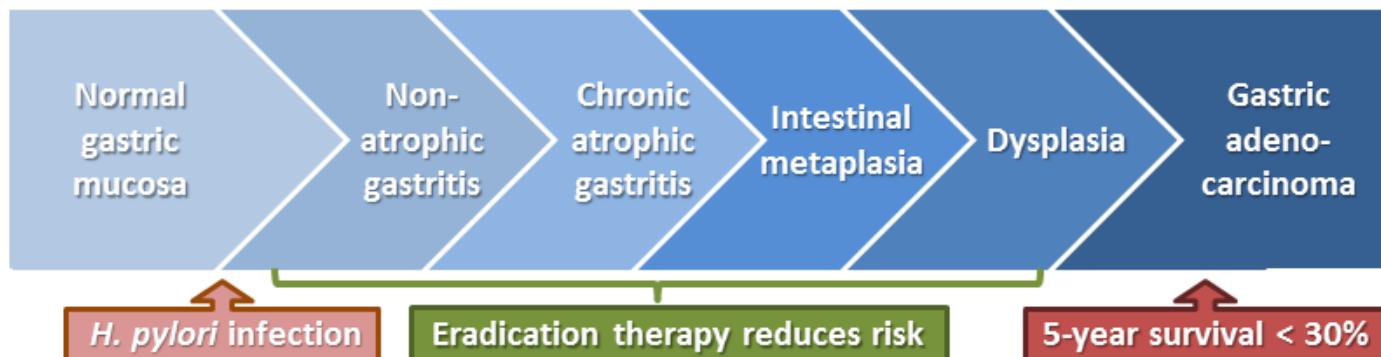 Normal
gastric
mucosa
Non-
atrophic
gastritis
Chronic
atrophic
gastritis
Intestinal
metaplasia
Dysplasia
Gastric
adeno-
carcinoma
H. pylori infection
Eradication therapy reduces risk
5-year survival < 30%